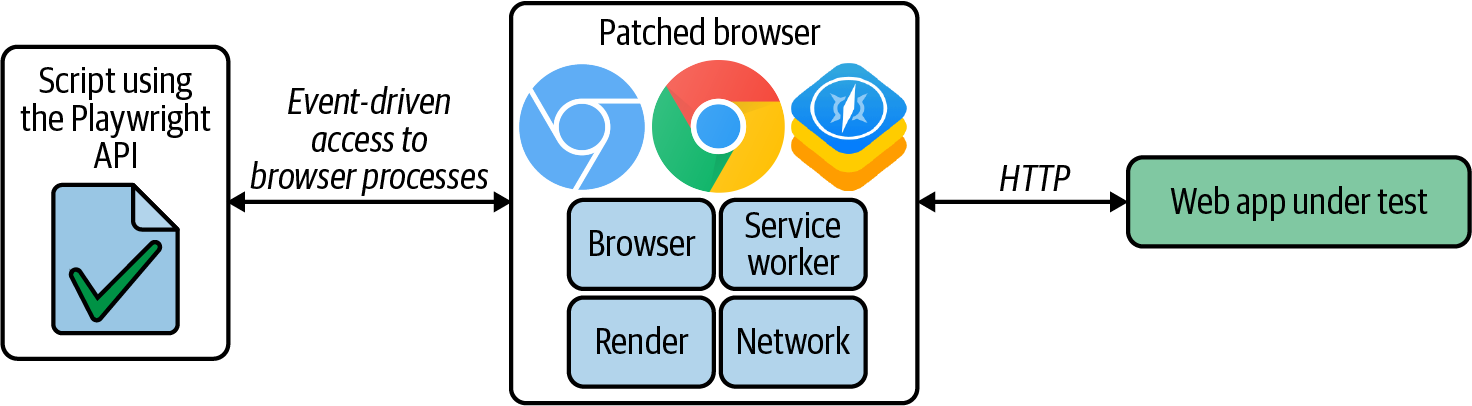 Script using
the Playwright
API
Event-driven
access to
browser processes
Patched browser
Browser
Service
worker
Render
Network
HTTP
Web app under test